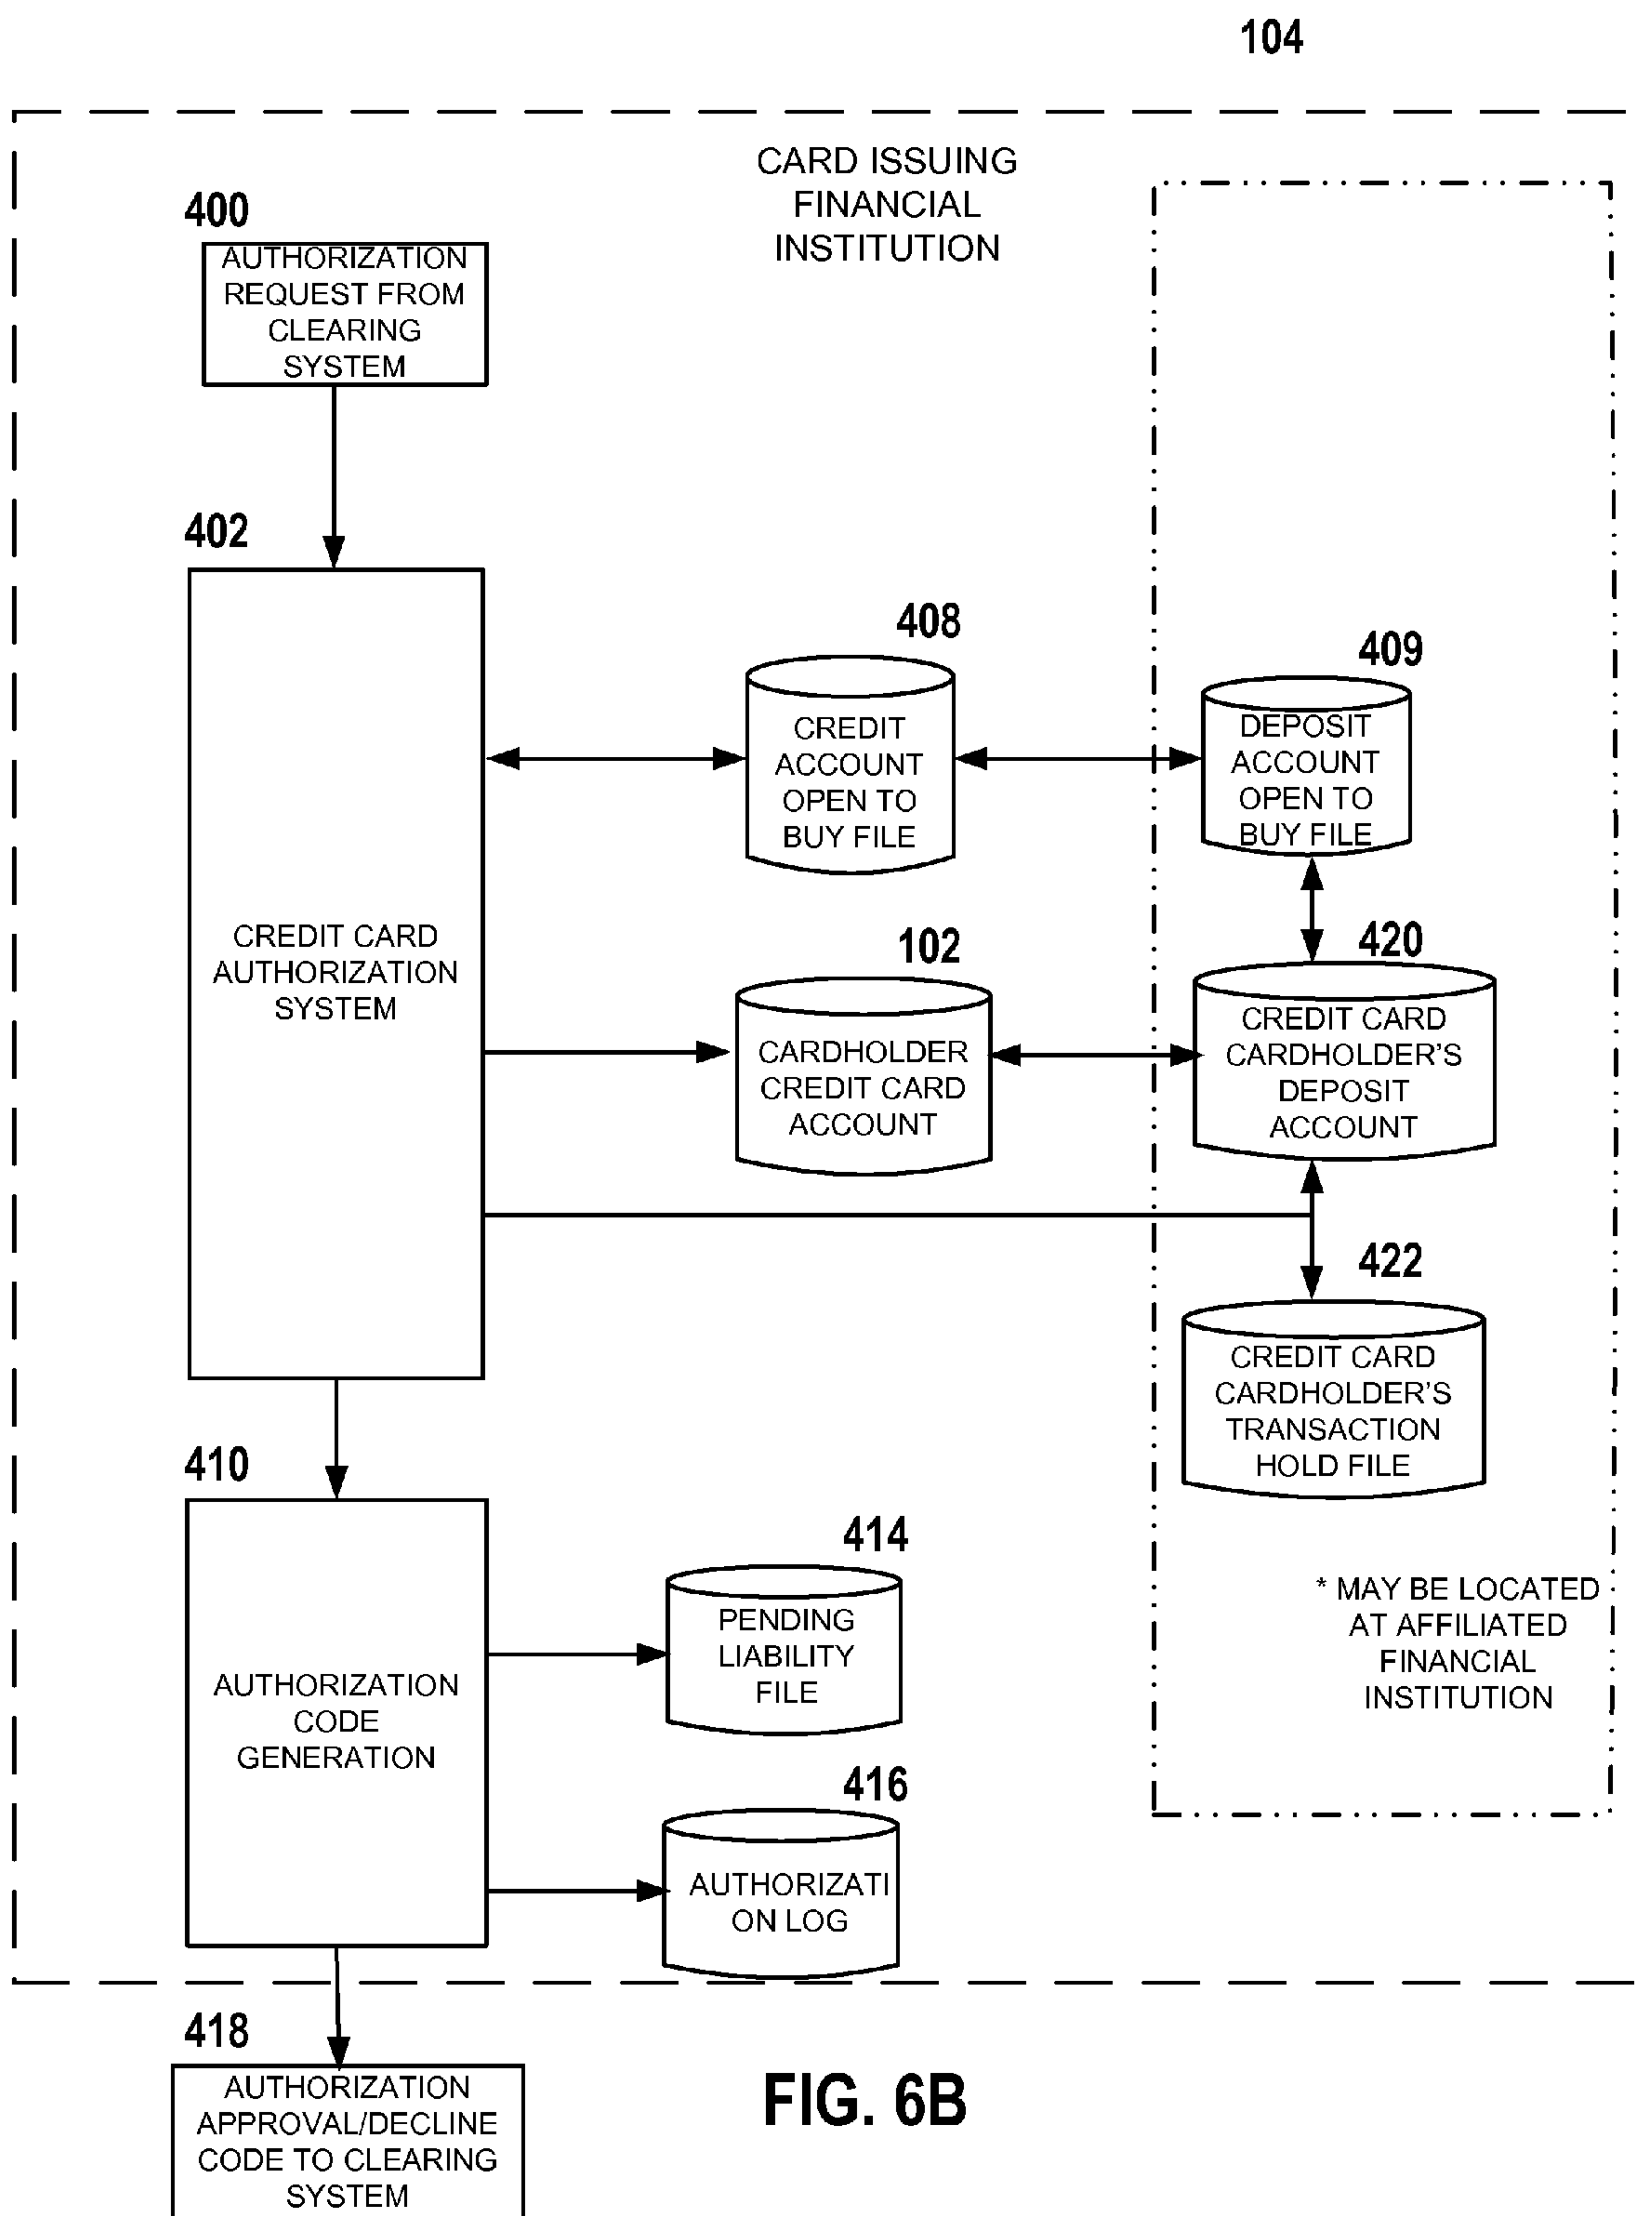 104
CARD ISSUING
FINANCIAL
INSTITUTION
400
AUTHORIZATION
REQUEST FROM
CLEARING
SYSTEM
402
CREDIT CARD
AUTHORIZATION
SYSTEM
408
CREDIT
ACCOUNT
OPEN TO
BUY FILE
409
DEPOSIT
ACCOUNT
OPEN TO
BUY FILE
102
CARDHOLDER
CREDIT CARD
ACCOUNT
420
CREDIT CARD
CARDHOLDER'S
DEPOSIT
ACCOUNT
422
CREDIT CARD
CARDHOLDER'S
TRANSACTION
HOLD FILE
410
AUTHORIZATION
CODE
GENERATION
414
PENDING
LIABILITY
FILE
* MAY BE LOCATED
AT AFFILIATED
FINANCIAL
INSTITUTION
416
AUTHORIZATI
ON LOG
418
AUTHORIZATION
APPROVAL/DECLINE
CODE TO CLEARING
SYSTEM
FIG. 6B